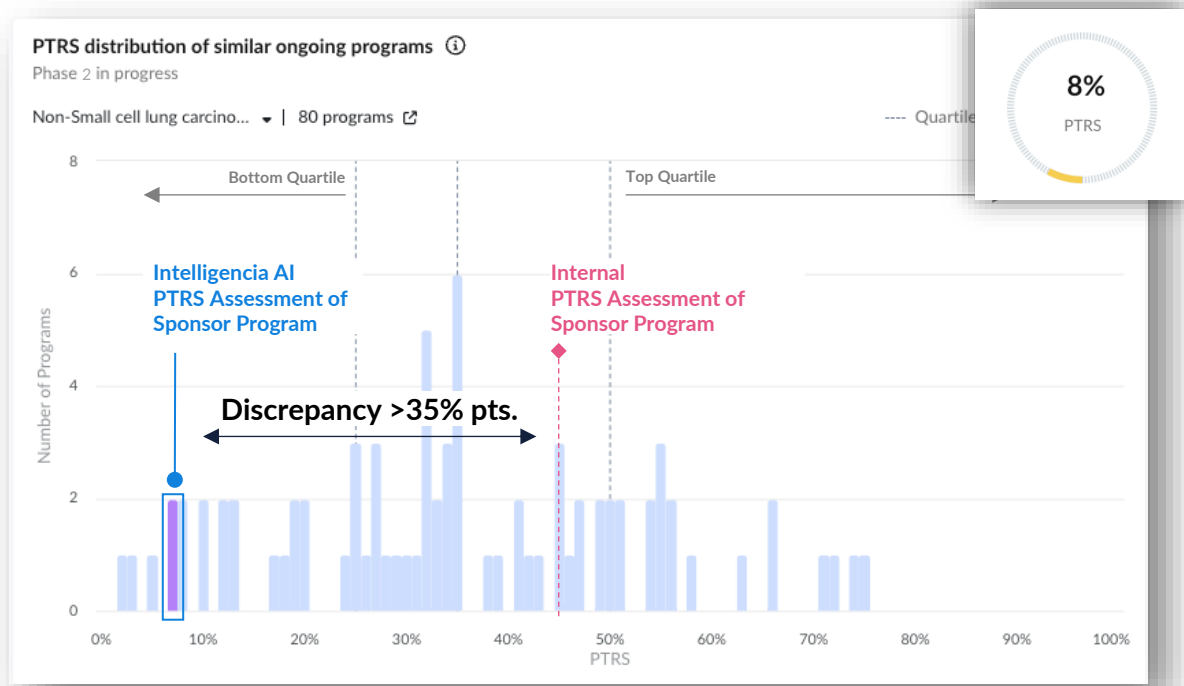 PTRS distribution of similar ongoing programs
Phase 2 in progress
Non-Small cell lung carcino... | 80 programs
---- Quartile
8%
PTRS
Bottom Quartile
Top Quartile
Intelligencia AI
PTRS Assessment of
Sponsor Program
Internal
PTRS Assessment of
Sponsor Program
Discrepancy >35% pts.
Number of Programs
8
6
4
2
0
0% 10% 20% 30% 40% 50% 60% 70% 80% 90% 100%
PTRS